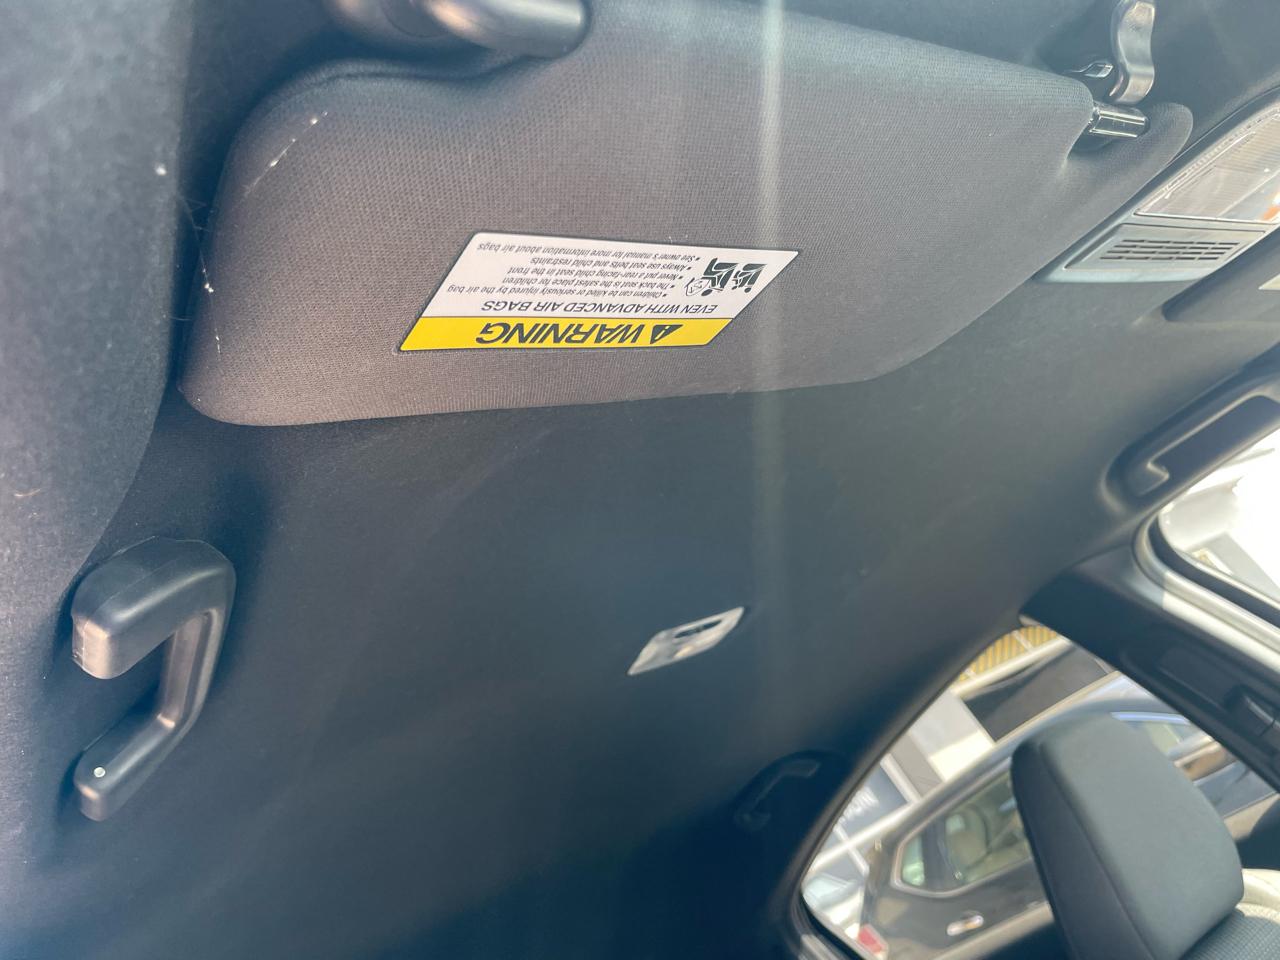 WARNING
EVEN WITH ADVANCED AIR BAGS
• Children can be killed or seriously injured by the air bag
• The back seat is the safest place for children
• Never put a rear-facing child seat in the front
• Always use seat belts and child restraints
• See owner's manual for more information about air bags